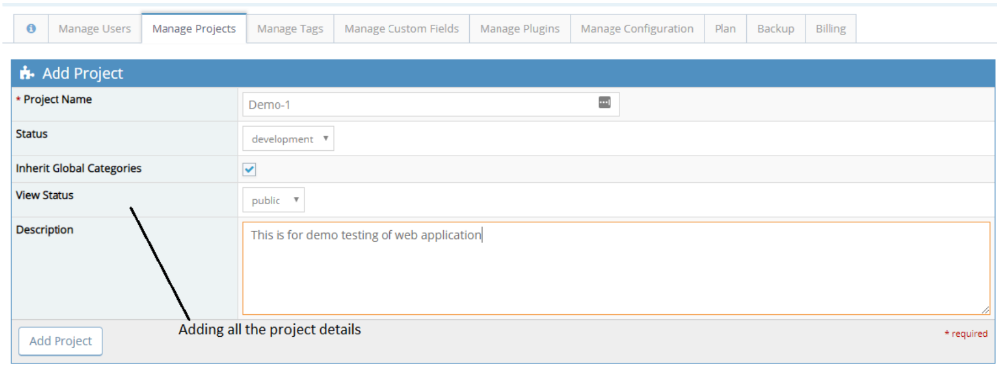 Manage Users Manage Projects Manage Tags Manage Custom Fields Manage Plugins Manage Configuration Plan Backup Billing
Add Project
* Project Name Demo-1
Status development
Inherit Global Categories
View Status public
Description This is for demo testing of web application
Adding all the project details
Add Project * required